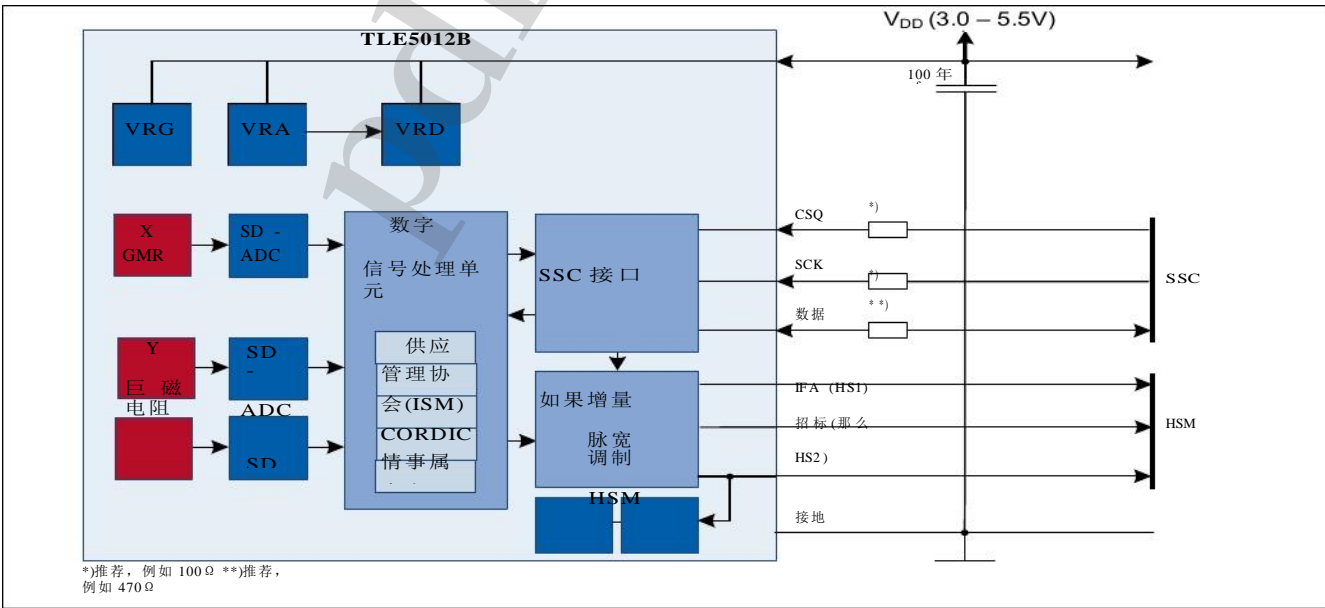 V_DD (3.0 – 5.5V)
TLE5012B
100 年
VRG
VRA
VRD
X
GMR
SD -
ADC
数字
信号处理单
元
SSC 接口
CSQ
*)
SCK
*)
数据
* *)
SSC
Y
巨 磁
电阻
SD
-
ADC
SD
供应
管理协
会(ISM)
CORDIC
情事属
如果增量
脉宽
调制
HSM
IFA (HS1)
招标(那么
HS2)
HSM
接地
*)推荐，例如 100Ω **)推荐，
例如 470Ω
pd